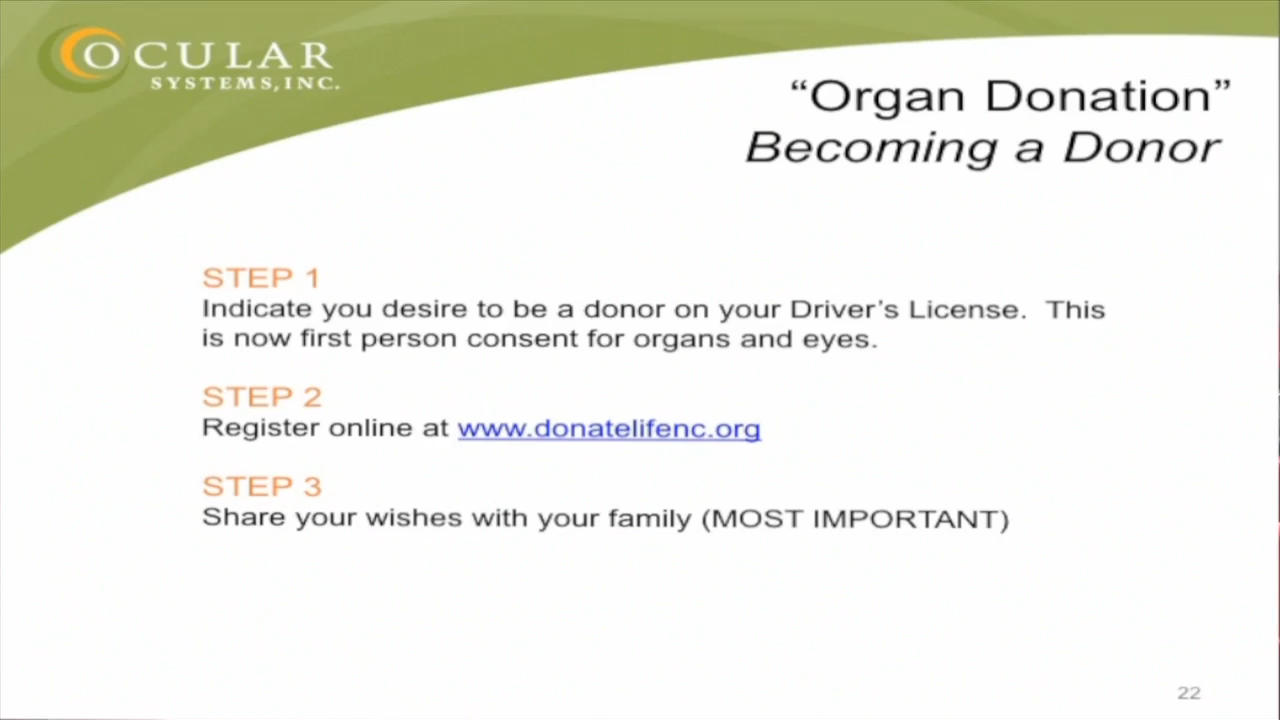 OCULAR
SYSTEMS, INC.
“Organ Donation”
Becoming a Donor
STEP 1
Indicate you desire to be a donor on your Driver’s License. This
is now first person consent for organs and eyes.
STEP 2
Register online at www.donatelifenc.org
STEP 3
Share your wishes with your family (MOST IMPORTANT)
22